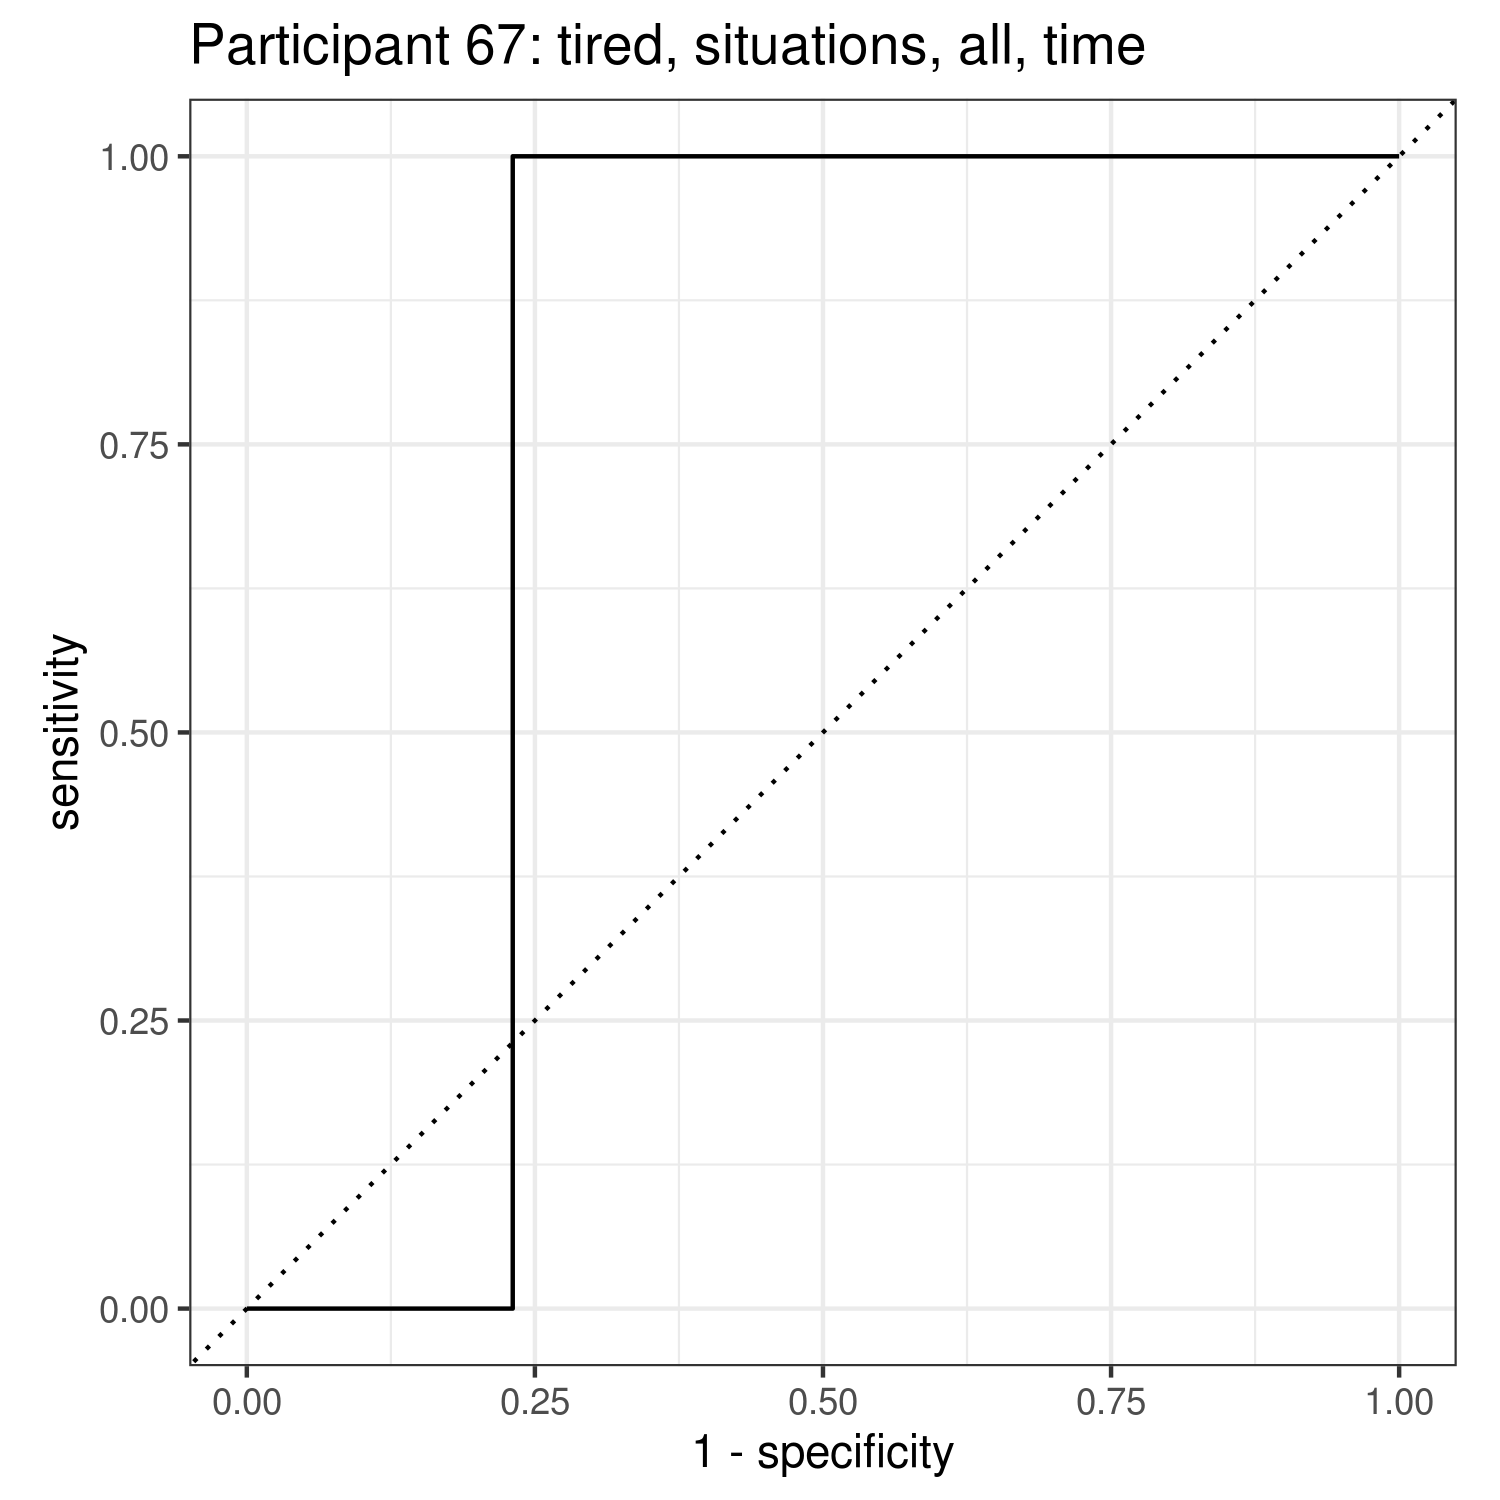 Participant 67: tired, situations, all, time
1.00
0.75
0.50
0.25
0.00
sensitivity
0.00 0.25 0.50 0.75 1.00
1 - specificity